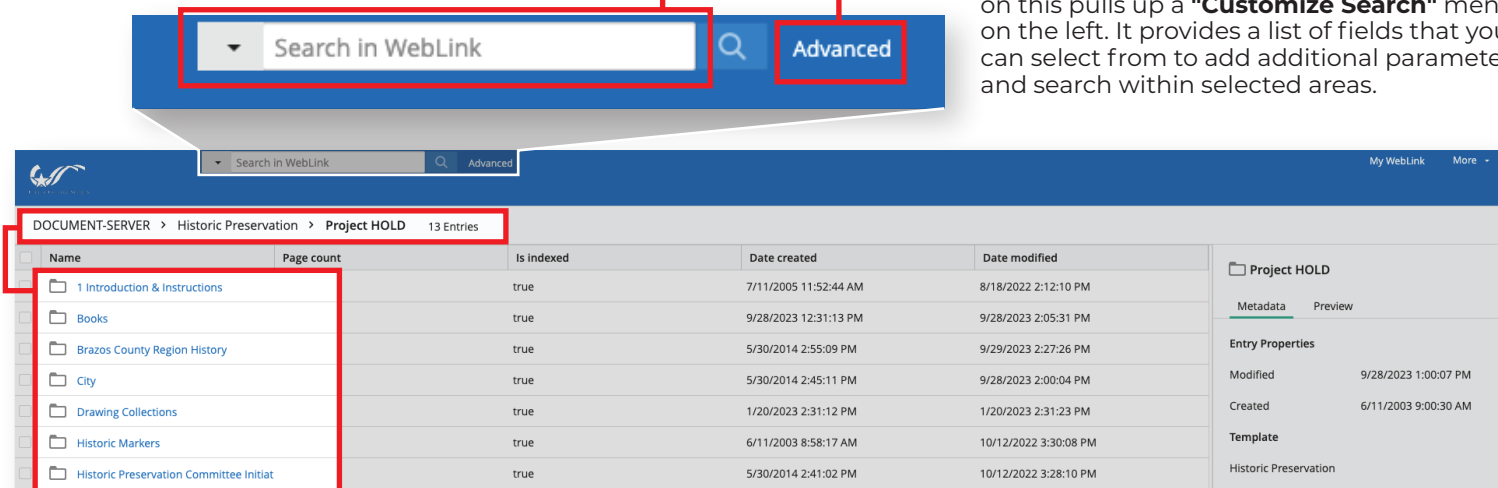 on this pulls up a "Customize Search" men
on the left. It provides a list of fields that you
can select from to add additional paramete
and search within selected areas.
Search in WebLink Advanced
Search in WebLink Advanced My WebLink More
DOCUMENT-SERVER > Historic Preservation > Project HOLD 13 Entries
Name Page count Is indexed Date created Date modified
1 Introduction & Instructions true 7/11/2005 11:52:44 AM 8/18/2022 2:12:10 PM
Books true 9/28/2023 12:31:13 PM 9/28/2023 2:05:31 PM
Brazos County Region History true 5/30/2014 2:55:09 PM 9/29/2023 2:27:26 PM
City true 5/30/2014 2:45:11 PM 9/28/2023 2:00:04 PM
Drawing Collections true 1/20/2023 2:31:12 PM 1/20/2023 2:31:23 PM
Historic Markers true 6/11/2003 8:58:17 AM 10/12/2022 3:30:08 PM
Historic Preservation Committee Initiat true 5/30/2014 2:41:02 PM 10/12/2022 3:28:10 PM
Project HOLD
Metadata Preview
Entry Properties
Modified 9/28/2023 1:00:07 PM
Created 6/11/2003 9:00:30 AM
Template
Historic Preservation